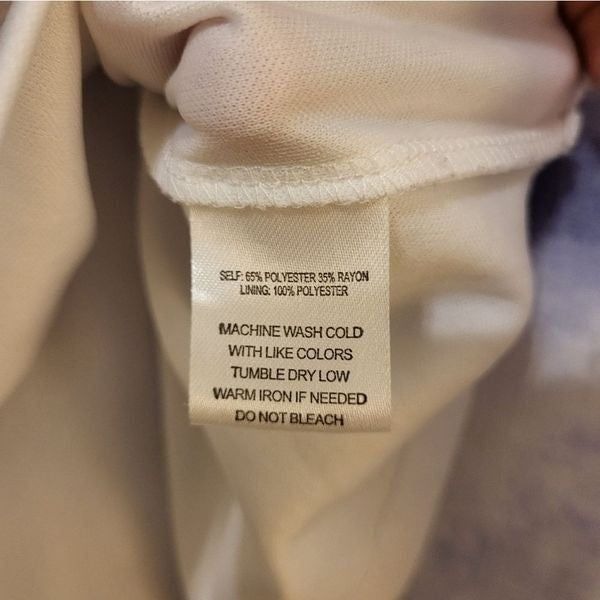 SELF: 65% POLYESTER 35% RAYON
LINING: 100% POLYESTER
MACHINE WASH COLD
WITH LIKE COLORS
TUMBLE DRY LOW
WARM IRON IF NEEDED
DO NOT BLEACH